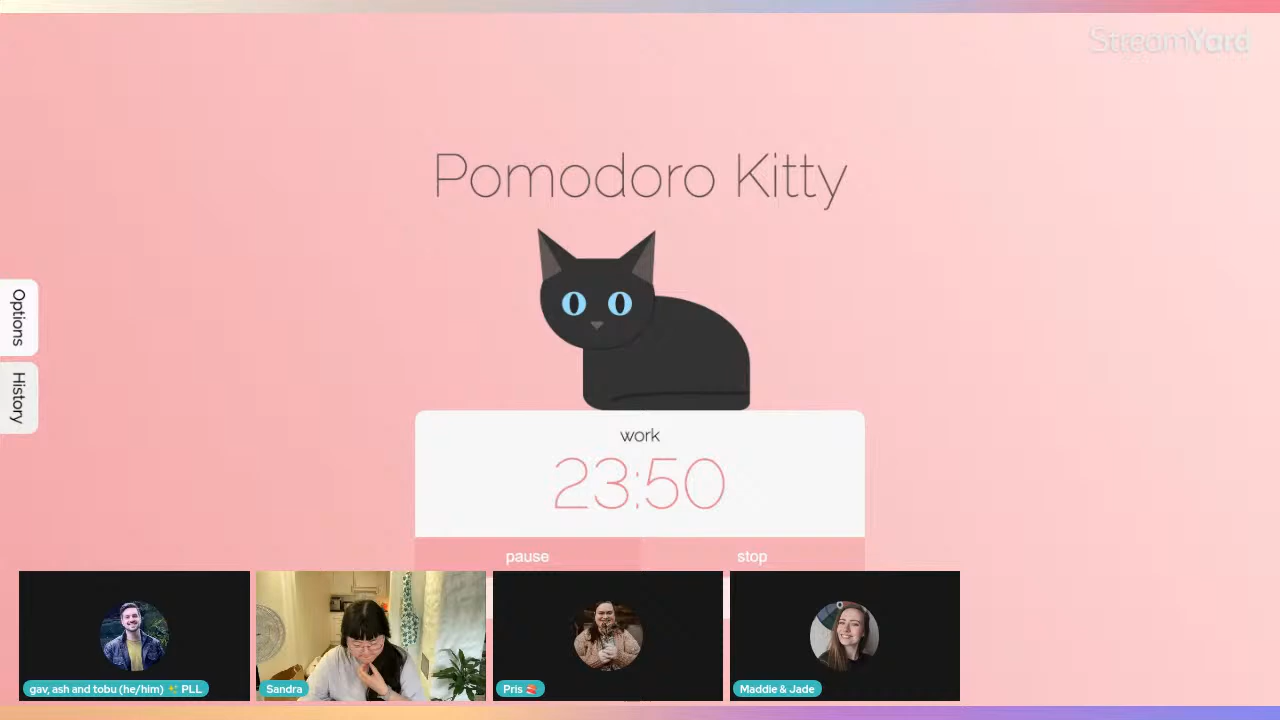 StreamYard
Pomodoro Kitty
Options
History
work
23:50
pause
stop
gav, ash and tobu (he/him) ✨ PLL
Sandra
Pris 🪱
Maddie & Jade